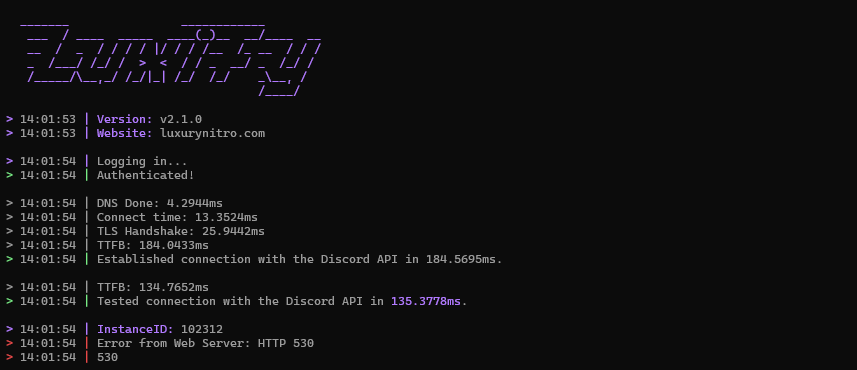 > 14:01:53 | Version: v2.1.0
> 14:01:53 | Website: luxurynitro.com
> 14:01:54 | Logging in...
> 14:01:54 | Authenticated!
> 14:01:54 | DNS Done: 4.2944ms
> 14:01:54 | Connect time: 13.3524ms
> 14:01:54 | TLS Handshake: 25.9442ms
> 14:01:54 | TTFB: 184.0433ms
> 14:01:54 | Established connection with the Discord API in 184.5695ms.
> 14:01:54 | TTFB: 134.7652ms
> 14:01:54 | Tested connection with the Discord API in 135.3778ms.
> 14:01:54 | InstanceID: 102312
> 14:01:54 | Error from Web Server: HTTP 530
> 14:01:54 | 530